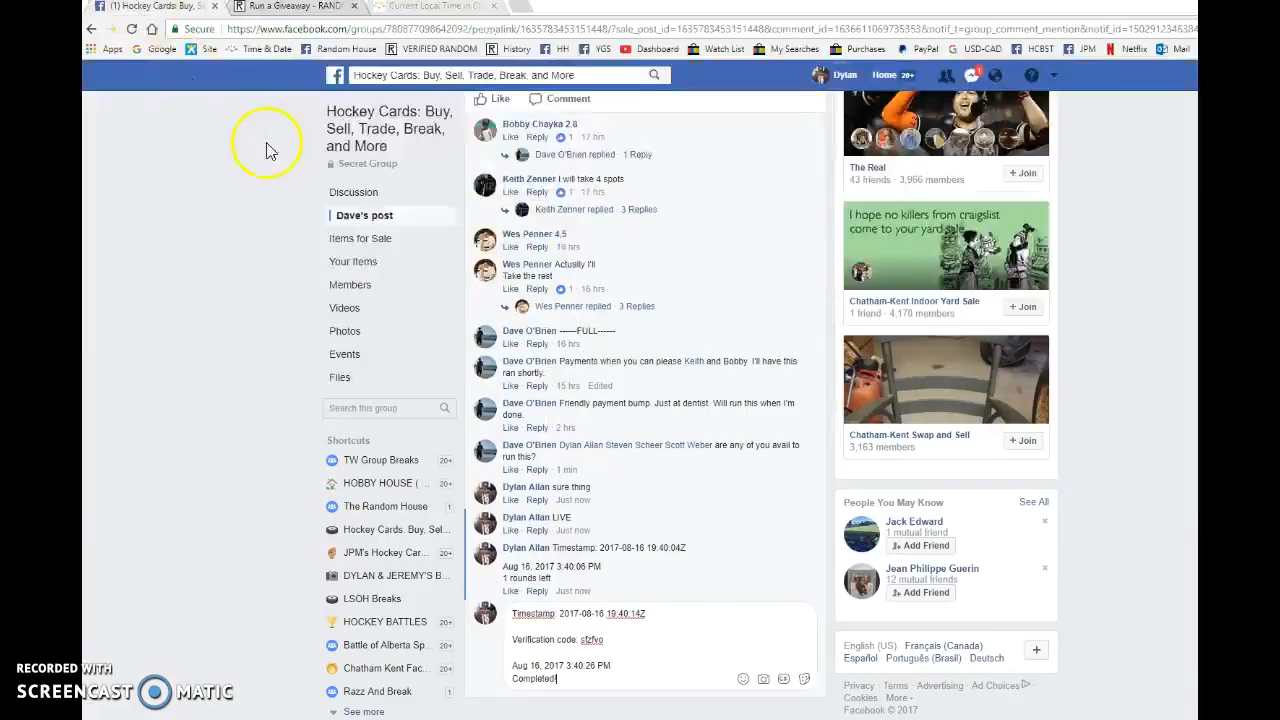 (1) Hockey Cards: Buy, S
Run a Giveaway - RAND
Current Local Time in C
Secure
https://www.facebook.com/groups/780877098642092/permalink/1635783513151448/?sale_post_id=1635783513151448&comment_id=1636611069735353&notif_t=group_comment_mention&notif_id=15029123403
Apps Google Site Time & Date Random House VERIFIED RANDOM History HH YGS Dashboard Watch List My Searches Purchases PayPal USD-CAD HCBST JPM Netflix Mail
Hockey Cards: Buy, Sell, Trade, Break, and More
Dylan Home 20+ 1
Hockey Cards: Buy,
Sell, Trade, Break,
and More
Secret Group
Discussion
Dave's post
Items for Sale
Your Items
Members
Videos
Photos
Events
Files
Search this group
Shortcuts
TW Group Breaks 20+
HOBBY HOUSE ( ... 20+
The Random House 1
Hockey Cards: Buy, Sel...
JPM's Hockey Car... 20+
DYLAN & JEREMY'S B...
LSOH Breaks
HOCKEY BATTLES 20+
Battle of Alberta Sp... 20+
Chatham Kent Fac... 20+
Razz And Break 1
See more
Like Comment
Bobby Chayka 2,8
Like · Reply · 1 · 17 hrs
Dave O'Brien replied · 1 Reply
Keith Zenner I will take 4 spots
Like · Reply · 1 · 17 hrs
Keith Zenner replied · 3 Replies
Wes Penner 4,5
Like · Reply · 16 hrs
Wes Penner Actually I'll
Take the rest
Like · Reply · 1 · 16 hrs
Wes Penner replied · 3 Replies
Dave O'Brien ------FULL------
Like · Reply · 16 hrs
Dave O'Brien Payments when you can please Keith and Bobby I'll have this
ran shortly.
Like · Reply · 15 hrs · Edited
Dave O'Brien Friendly payment bump. Just at dentist. Will run this when I'm
done.
Like · Reply · 2 hrs
Dave O'Brien Dylan Allan Steven Scheer Scott Weber are any of you avail to
run this?
Like · Reply · 1 min
Dylan Allan sure thing
Like · Reply · Just now
Dylan Allan LIVE
Like · Reply · Just now
Dylan Allan Timestamp: 2017-08-16 19:40:04Z
Aug 16, 2017 3:40:06 PM
1 rounds left
Like · Reply · Just now
Timestamp: 2017-08-16 19:40:14Z
Verification code: sfzfvo
Aug 16, 2017 3:40:26 PM
Completed!
The Real
43 friends · 3,966 members
+ Join
I hope no killers from craigslist
come to your yard sale.
Chatham-Kent Indoor Yard Sale
1 friend · 4,170 members
+ Join
Chatham-Kent Swap and Sell
3,163 members
+ Join
People You May Know See All
Jack Edward
1 mutual friend
Add Friend
Jean Philippe Guerin
12 mutual friends
Add Friend
English (US) · Français (Canada) ·
Español · Português (Brasil) · Deutsch
Privacy · Terms · Advertising · Ad Choices ·
Cookies · More
Facebook © 2017
RECORDED WITH
SCREENCAST MATIC